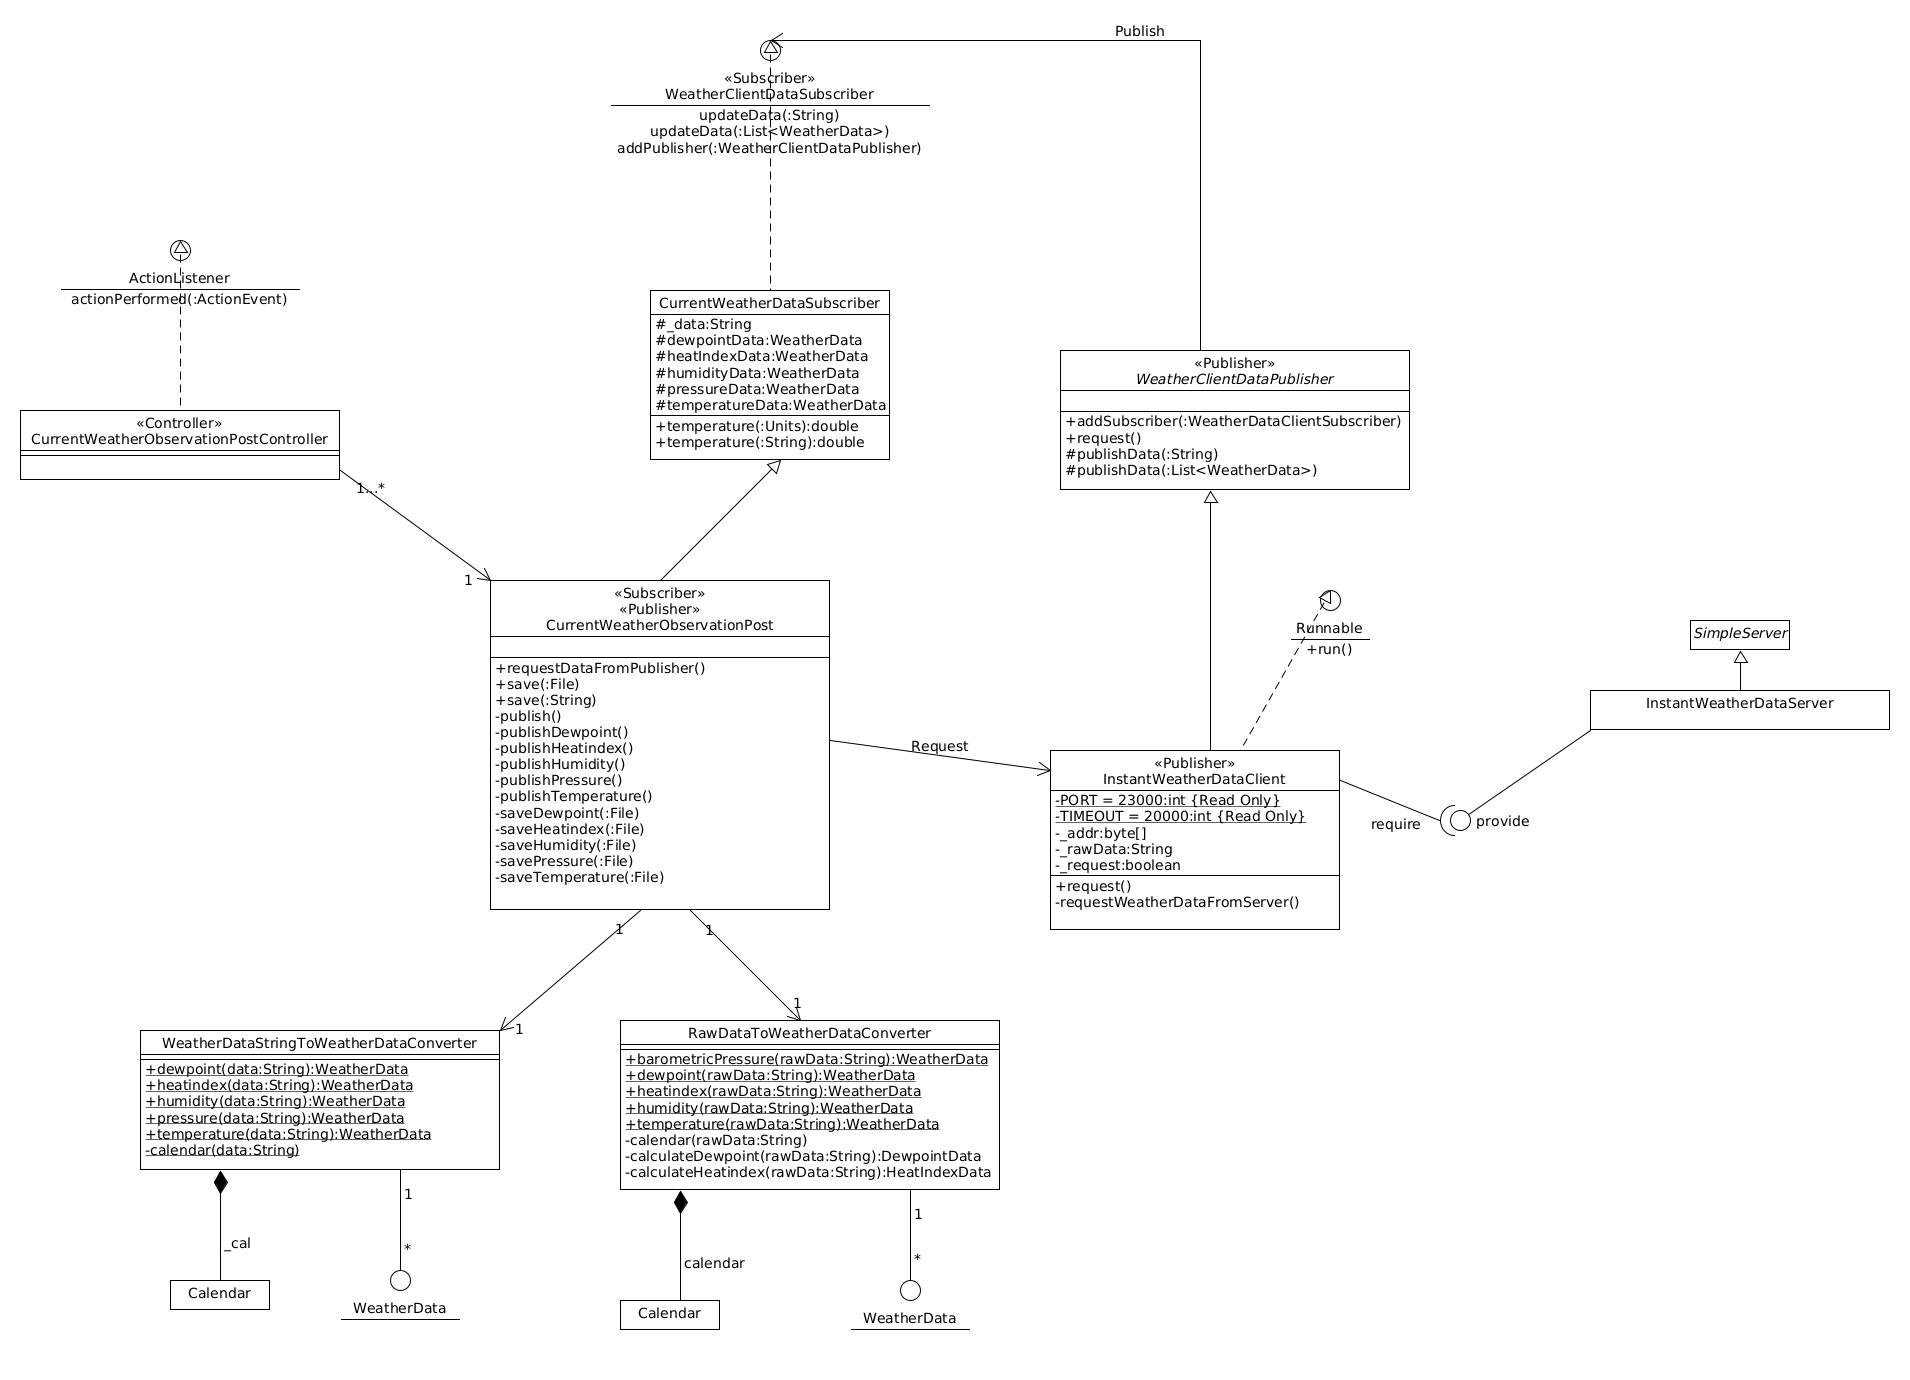 Publish
«Subscriber»
WeatherClientDataSubscriber
updateData(:String)
updateData(:List<WeatherData>)
addPublisher(:WeatherClientDataPublisher)
ActionListener
actionPerformed(:ActionEvent)
CurrentWeatherDataSubscriber
#_data:String
#dewpointData:WeatherData
#heatIndexData:WeatherData
#humidityData:WeatherData
#pressureData:WeatherData
#temperatureData:WeatherData
+temperature(:Units):double
+temperature(:String):double
«Publisher»
WeatherClientDataPublisher
+addSubscriber(:WeatherDataClientSubscriber)
+request()
#publishData(:String)
#publishData(:List<WeatherData>)
«Controller»
CurrentWeatherObservationPostController
1...*
1
«Subscriber»
«Publisher»
CurrentWeatherObservationPost
+requestDataFromPublisher()
+save(:File)
+save(:String)
-publish()
-publishDewpoint()
-publishHeatindex()
-publishHumidity()
-publishPressure()
-publishTemperature()
-saveDewpoint(:File)
-saveHeatindex(:File)
-saveHumidity(:File)
-savePressure(:File)
-saveTemperature(:File)
Request
Runnable
+run()
SimpleServer
InstantWeatherDataServer
«Publisher»
InstantWeatherDataClient
-PORT = 23000:int {Read Only}
-TIMEOUT = 20000:int {Read Only}
-_addr:byte[]
-_rawData:String
-_request:boolean
+request()
-requestWeatherDataFromServer()
require
provide
1
1
1
1
WeatherDataStringToWeatherDataConverter
+dewpoint(data:String):WeatherData
+heatindex(data:String):WeatherData
+humidity(data:String):WeatherData
+pressure(data:String):WeatherData
+temperature(data:String):WeatherData
-calendar(data:String)
RawDataToWeatherDataConverter
+barometricPressure(rawData:String):WeatherData
+dewpoint(rawData:String):WeatherData
+heatindex(rawData:String):WeatherData
+humidity(rawData:String):WeatherData
+temperature(rawData:String):WeatherData
-calendar(rawData:String)
-calculateDewpoint(rawData:String):DewpointData
-calculateHeatindex(rawData:String):HeatIndexData
1
_cal
*
Calendar
WeatherData
1
calendar
*
Calendar
WeatherData